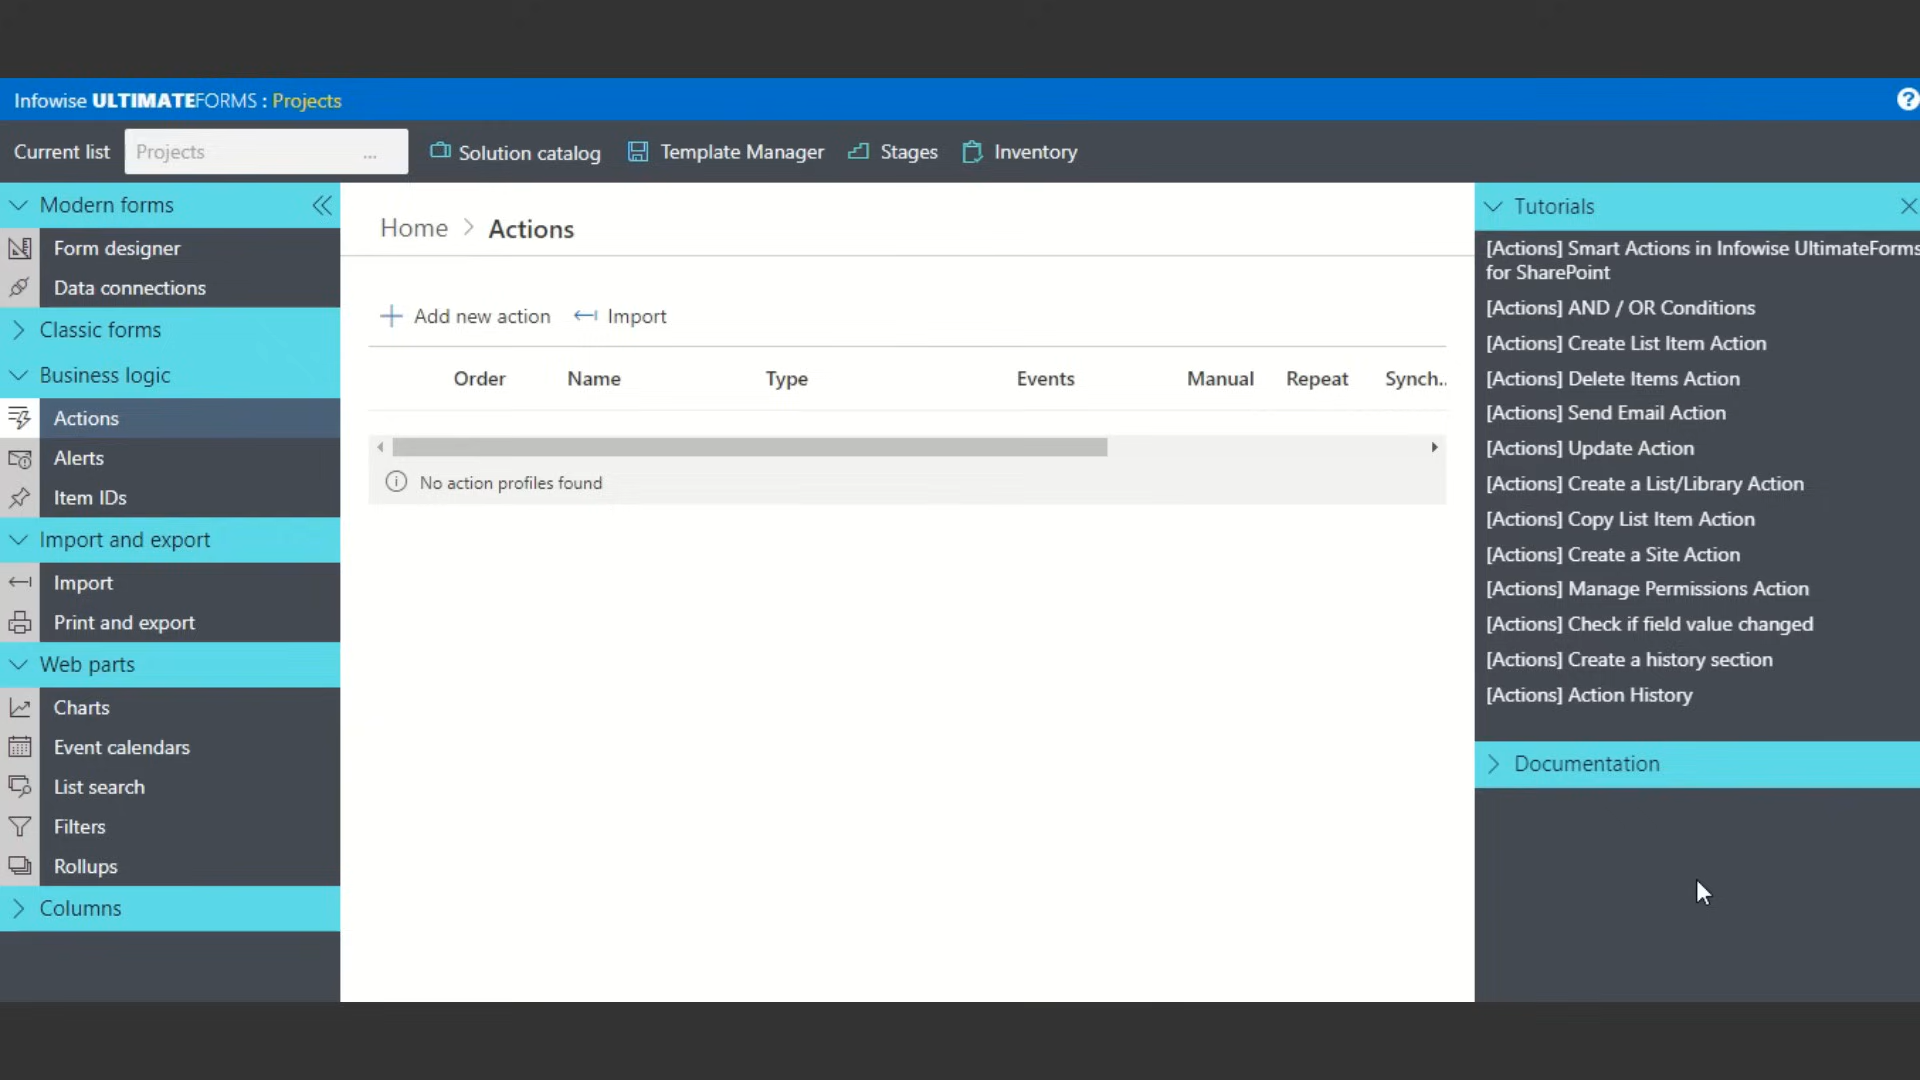 Infowise ULTIMATEFORMS : Projects
?
Current list
Projects
...
Solution catalog
Template Manager
Stages
Inventory
Modern forms
Form designer
Data connections
Classic forms
Business logic
Actions
Alerts
Item IDs
Import and export
Import
Print and export
Web parts
Charts
Event calendars
List search
Filters
Rollups
Columns
Home > Actions
Add new action
Import
Order Name Type Events Manual Repeat Synch..
No action profiles found
Tutorials
[Actions] Smart Actions in Infowise UltimateForms
for SharePoint
[Actions] AND / OR Conditions
[Actions] Create List Item Action
[Actions] Delete Items Action
[Actions] Send Email Action
[Actions] Update Action
[Actions] Create a List/Library Action
[Actions] Copy List Item Action
[Actions] Create a Site Action
[Actions] Manage Permissions Action
[Actions] Check if field value changed
[Actions] Create a history section
[Actions] Action History
Documentation